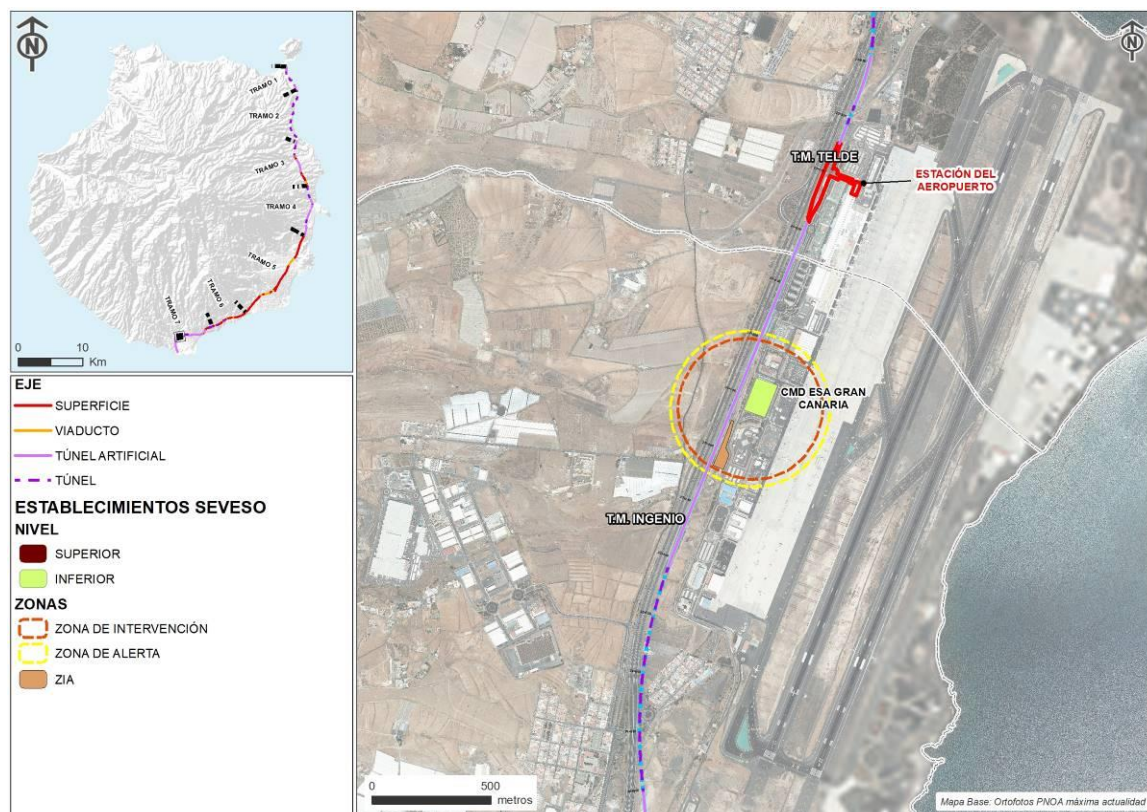 N
TRAMO 1
TRAMO 2
TRAMO 3
TRAMO 4
TRAMO 5
TRAMO 6
TRAMO 7
0 10
Km
EJE
SUPERFICIE
VIADUCTO
TÚNEL ARTIFICIAL
TÚNEL
ESTABLECIMIENTOS SEVESO
NIVEL
SUPERIOR
INFERIOR
ZONAS
ZONA DE INTERVENCIÓN
ZONA DE ALERTA
ZIA
N
T.M. TELDE
ESTACIÓN DEL
AEROPUERTO
CMD ESA GRAN
CANARIA
T.M. INGENIO
0 500
metros
Mapa Base: Ortofotos PNOA máxima actualidad